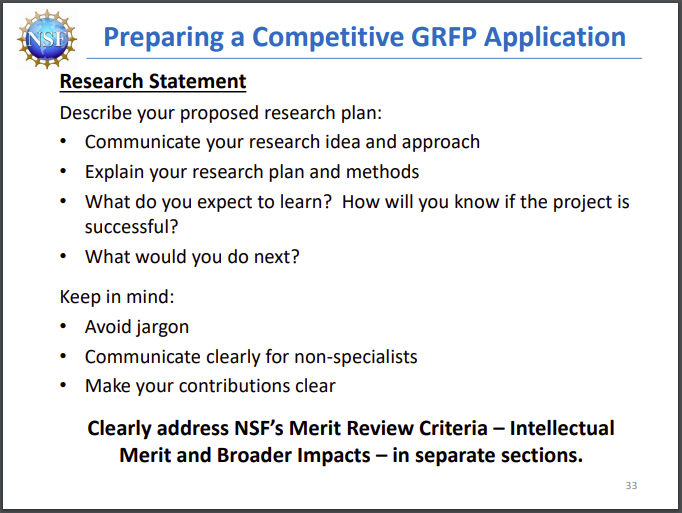 NSF
Preparing a Competitive GRFP Application
Research Statement
Describe your proposed research plan:
• Communicate your research idea and approach
• Explain your research plan and methods
• What do you expect to learn?  How will you know if the project is
successful?
• What would you do next?
Keep in mind:
• Avoid jargon
• Communicate clearly for non-specialists
• Make your contributions clear
Clearly address NSF’s Merit Review Criteria – Intellectual
Merit and Broader Impacts – in separate sections.
33